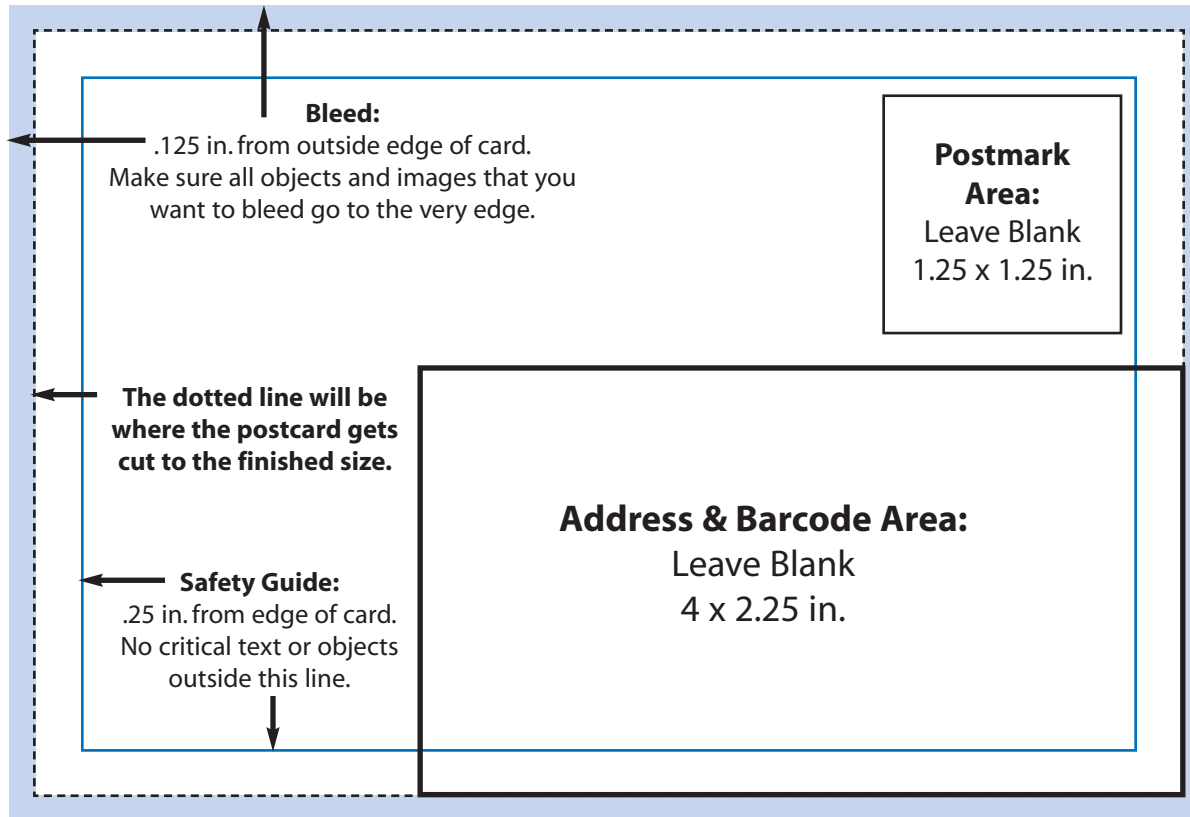 Bleed:
.125 in. from outside edge of card.
Make sure all objects and images that you
want to bleed go to the very edge.
Postmark
Area:
Leave Blank
1.25 x 1.25 in.
The dotted line will be
where the postcard gets
cut to the finished size.
Address & Barcode Area:
Leave Blank
4 x 2.25 in.
Safety Guide:
.25 in. from edge of card.
No critical text or objects
outside this line.